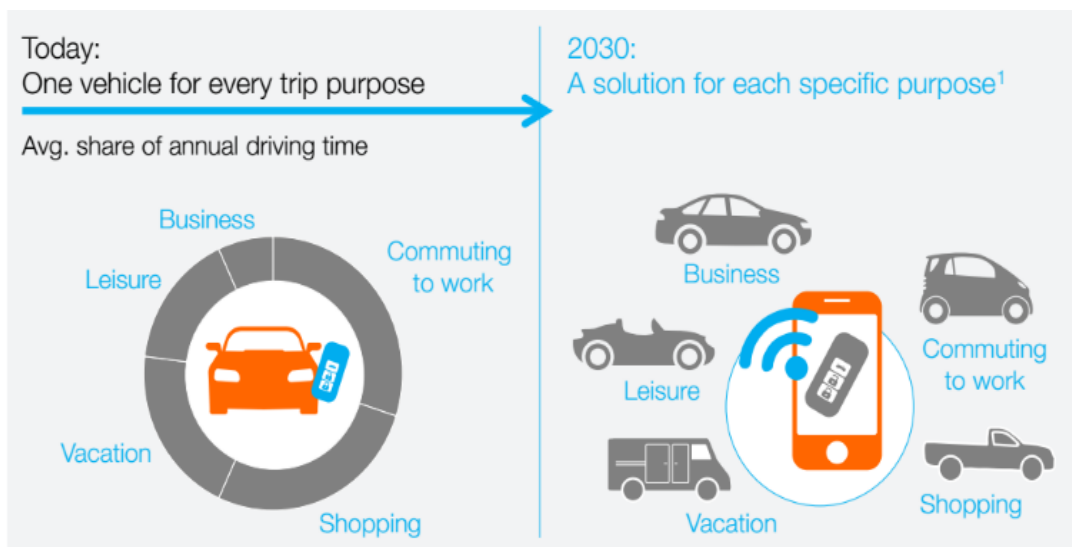 Today:
One vehicle for every trip purpose
Avg. share of annual driving time
Business
Leisure
Commuting
to work
Vacation
Shopping
2030:
A solution for each specific purpose¹
Business
Leisure
Commuting
to work
Vacation
Shopping